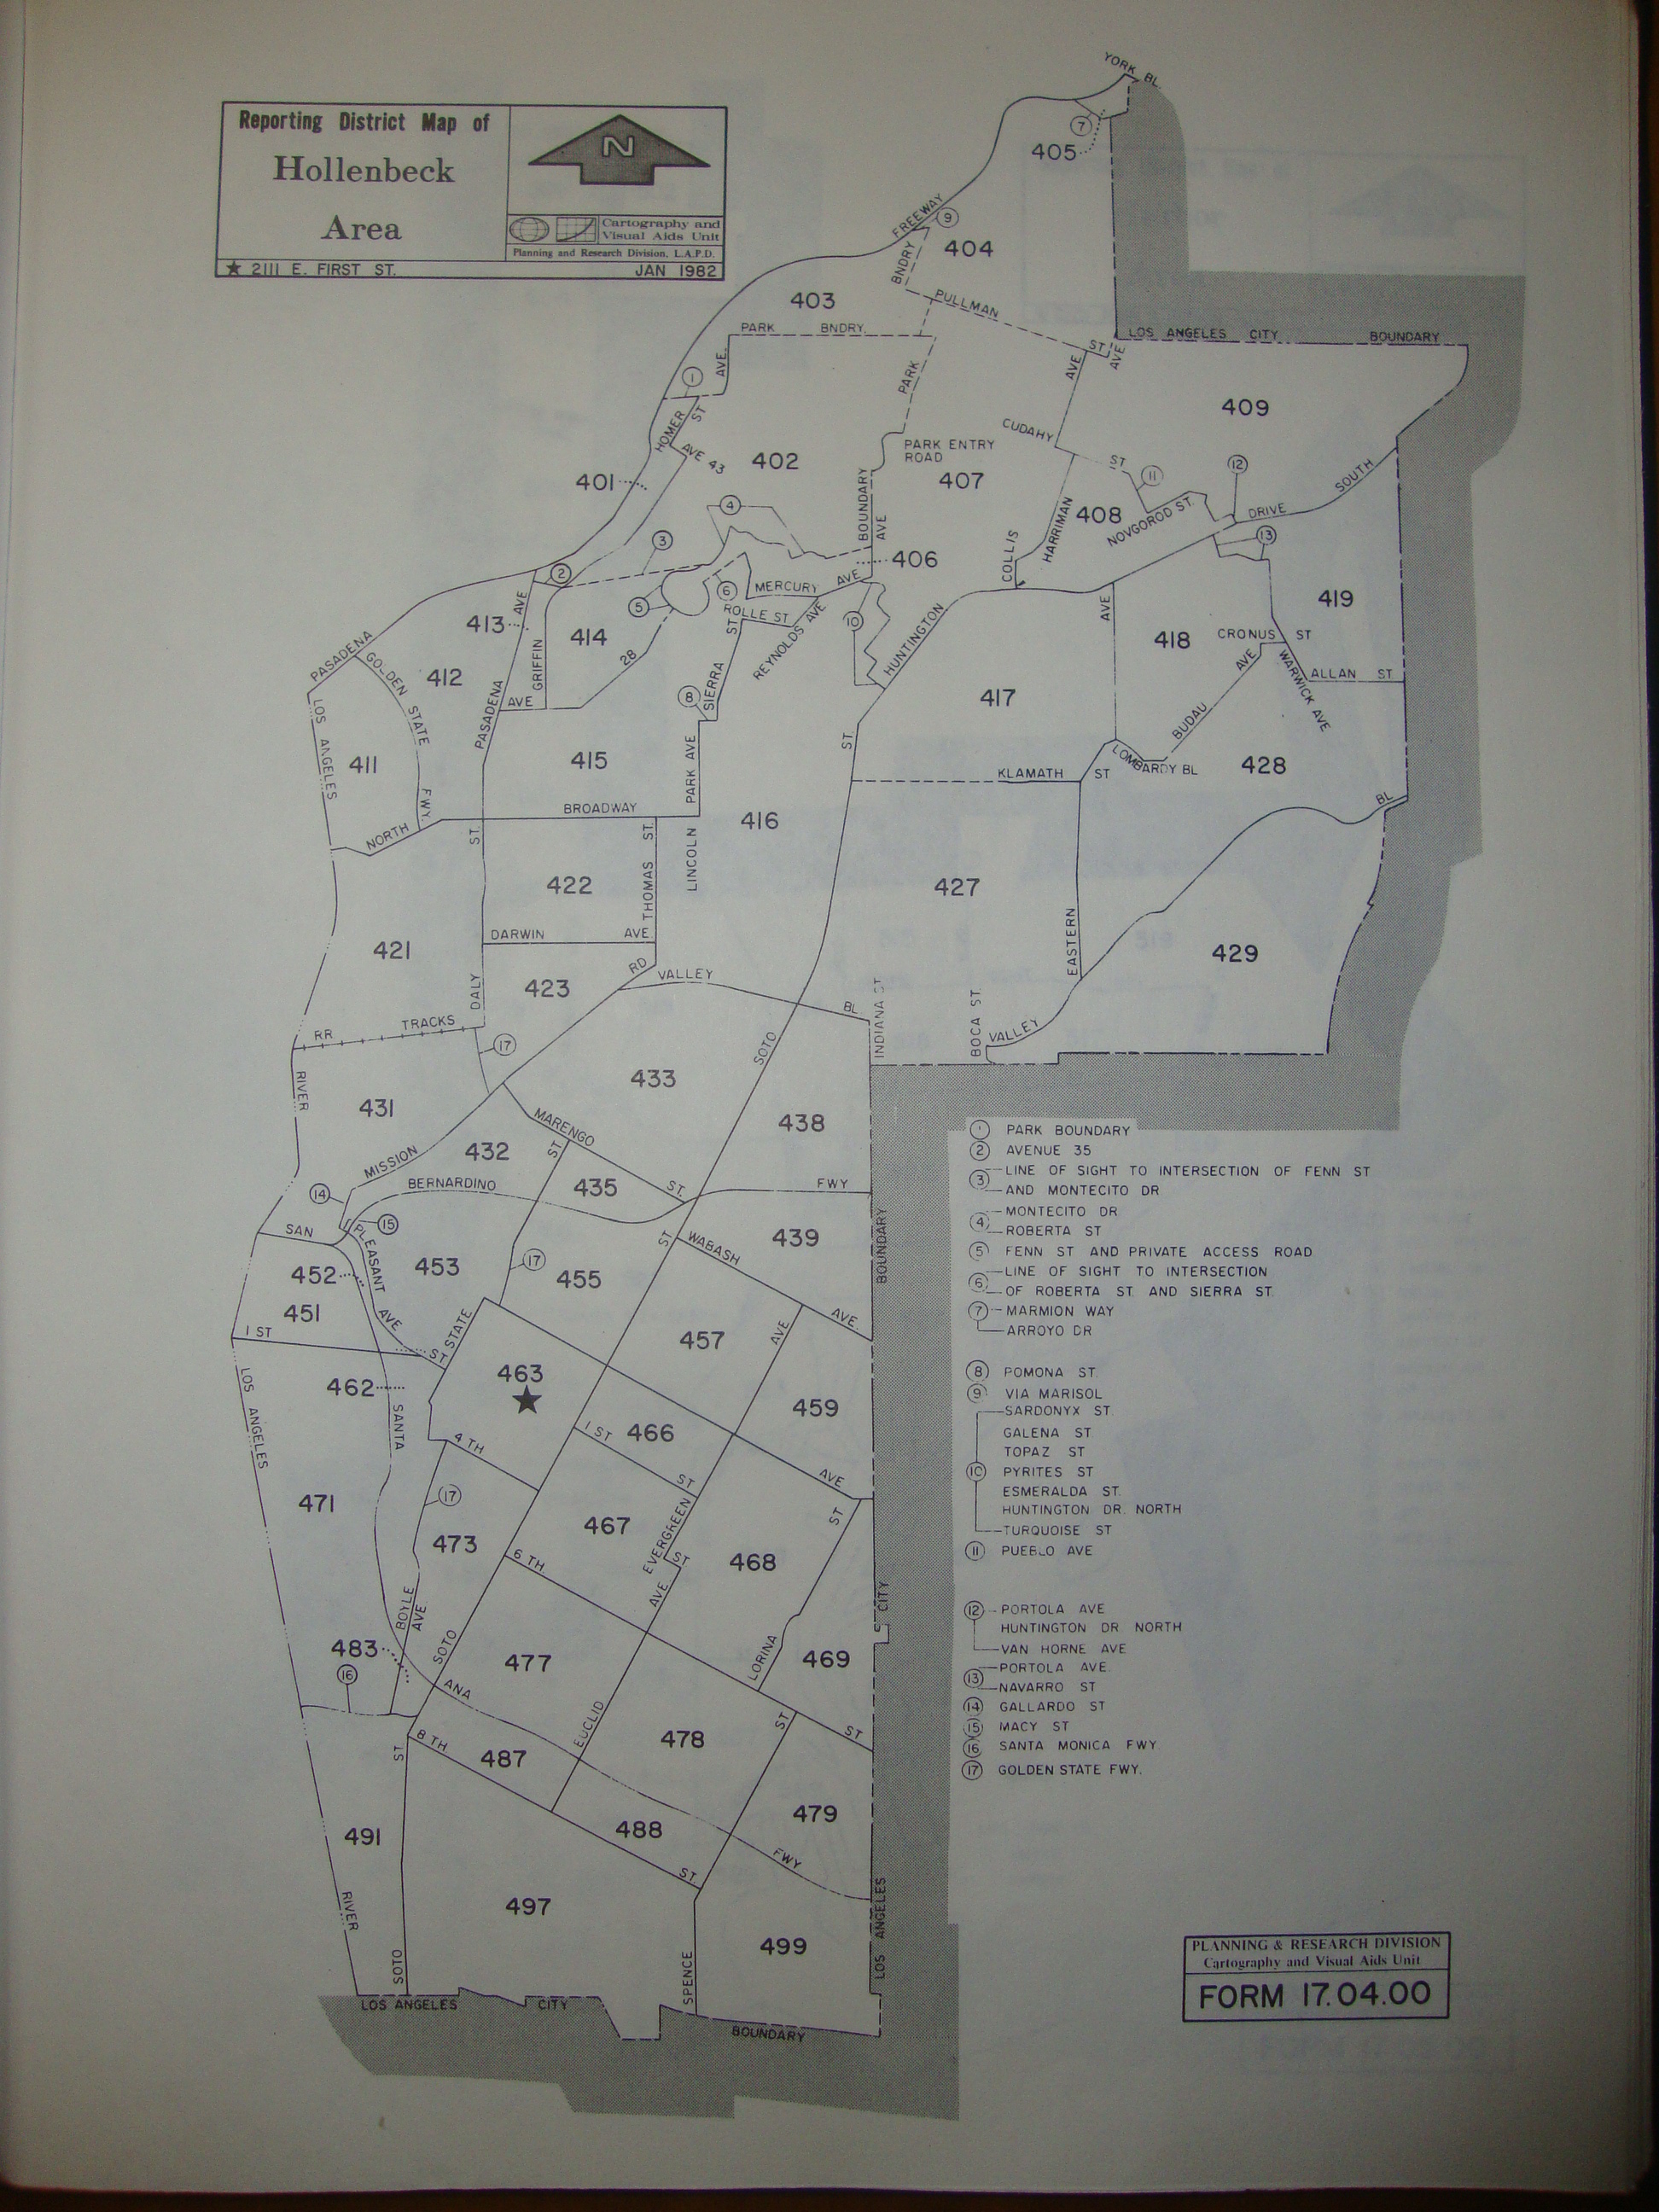 Reporting District Map of
Hollenbeck
Area
N
Cartography and
Visual Aids Unit
Planning and Research Division, L.A.P.D.
★ 2111 E. FIRST ST. JAN 1982
YORK BL
7
405
FREEWAY
9
BNDRY
404
403
PULLMAN
PARK BNDRY.
LOS ANGELES CITY BOUNDARY
ST
AVE
AVE.
AVE
1
PARK
409
HOMER ST
CUDAHY
AVE 43
PARK ENTRY
ROAD
402
ST
11
12
401
407
SOUTH
4
BOUNDARY
AVE
HARRIMAN
408
NOVGOROD ST.
DRIVE
3
COLLIS
13
406
2
6
MERCURY AVE
5
ROLLE ST
AVE
413
REYNOLDS AVE
10
HUNTINGTON
AVE
419
414
GRIFFIN
ST
418
CRONUS ST
PASADENA
28
AVE
GOLDEN STATE FWY.
412
SIERRA
WARWICK AVE
ALLAN ST
8
417
LOS ANGELES
PASADENA
AVE
BUDAU
ST
411
415
PARK AVE
LOMBARDY BL
428
KLAMATH ST
BL
BROADWAY
416
NORTH
ST.
ST.
LINCOLN
422
THOMAS
427
EASTERN
DARWIN AVE.
421
429
RD
VALLEY
423
DALY
BL
INDIANA ST
BOCA ST.
RR TRACKS
VALLEY
17
SOTO
RIVER
433
431
MARENGO
438
ST
MISSION
432
BERNARDINO
435
ST.
FWY
14
15
SAN
PLEASANT
ST
WABASH
439
BOUNDARY
453
17
452
455
451
AVE
AVE.
1 ST
STATE
AVE
457
ST
463
★
462
LOS ANGELES
SANTA
459
4 TH
1 ST
466
ST
AVE
471
17
ST
467
EVERGREEN
473
6 TH
ST
468
AVE
BOYLE
AVE
CITY
483
SOTO
LORINA
16
477
469
ANA
EUCLID
ST
ST
8 TH
478
ST
487
479
488
491
FWY
ST.
RIVER
497
499
LOS ANGELES
SOTO
SPENCE
LOS ANGELES CITY
BOUNDARY
1 PARK BOUNDARY
2 AVENUE 35
3 LINE OF SIGHT TO INTERSECTION OF FENN ST
AND MONTECITO DR
4 MONTECITO DR
ROBERTA ST
5 FENN ST AND PRIVATE ACCESS ROAD
6 LINE OF SIGHT TO INTERSECTION
OF ROBERTA ST. AND SIERRA ST.
7 MARMION WAY
ARROYO DR
8 POMONA ST.
9 VIA MARISOL
SARDONYX ST.
GALENA ST
TOPAZ ST
10 PYRITES ST
ESMERALDA ST.
HUNTINGTON DR. NORTH
TURQUOISE ST
11 PUEBLO AVE
12 PORTOLA AVE
HUNTINGTON DR NORTH
VAN HORNE AVE
13 PORTOLA AVE.
NAVARRO ST
14 GALLARDO ST
15 MACY ST
16 SANTA MONICA FWY.
17 GOLDEN STATE FWY.
PLANNING & RESEARCH DIVISION
Cartography and Visual Aids Unit
FORM 17.04.00